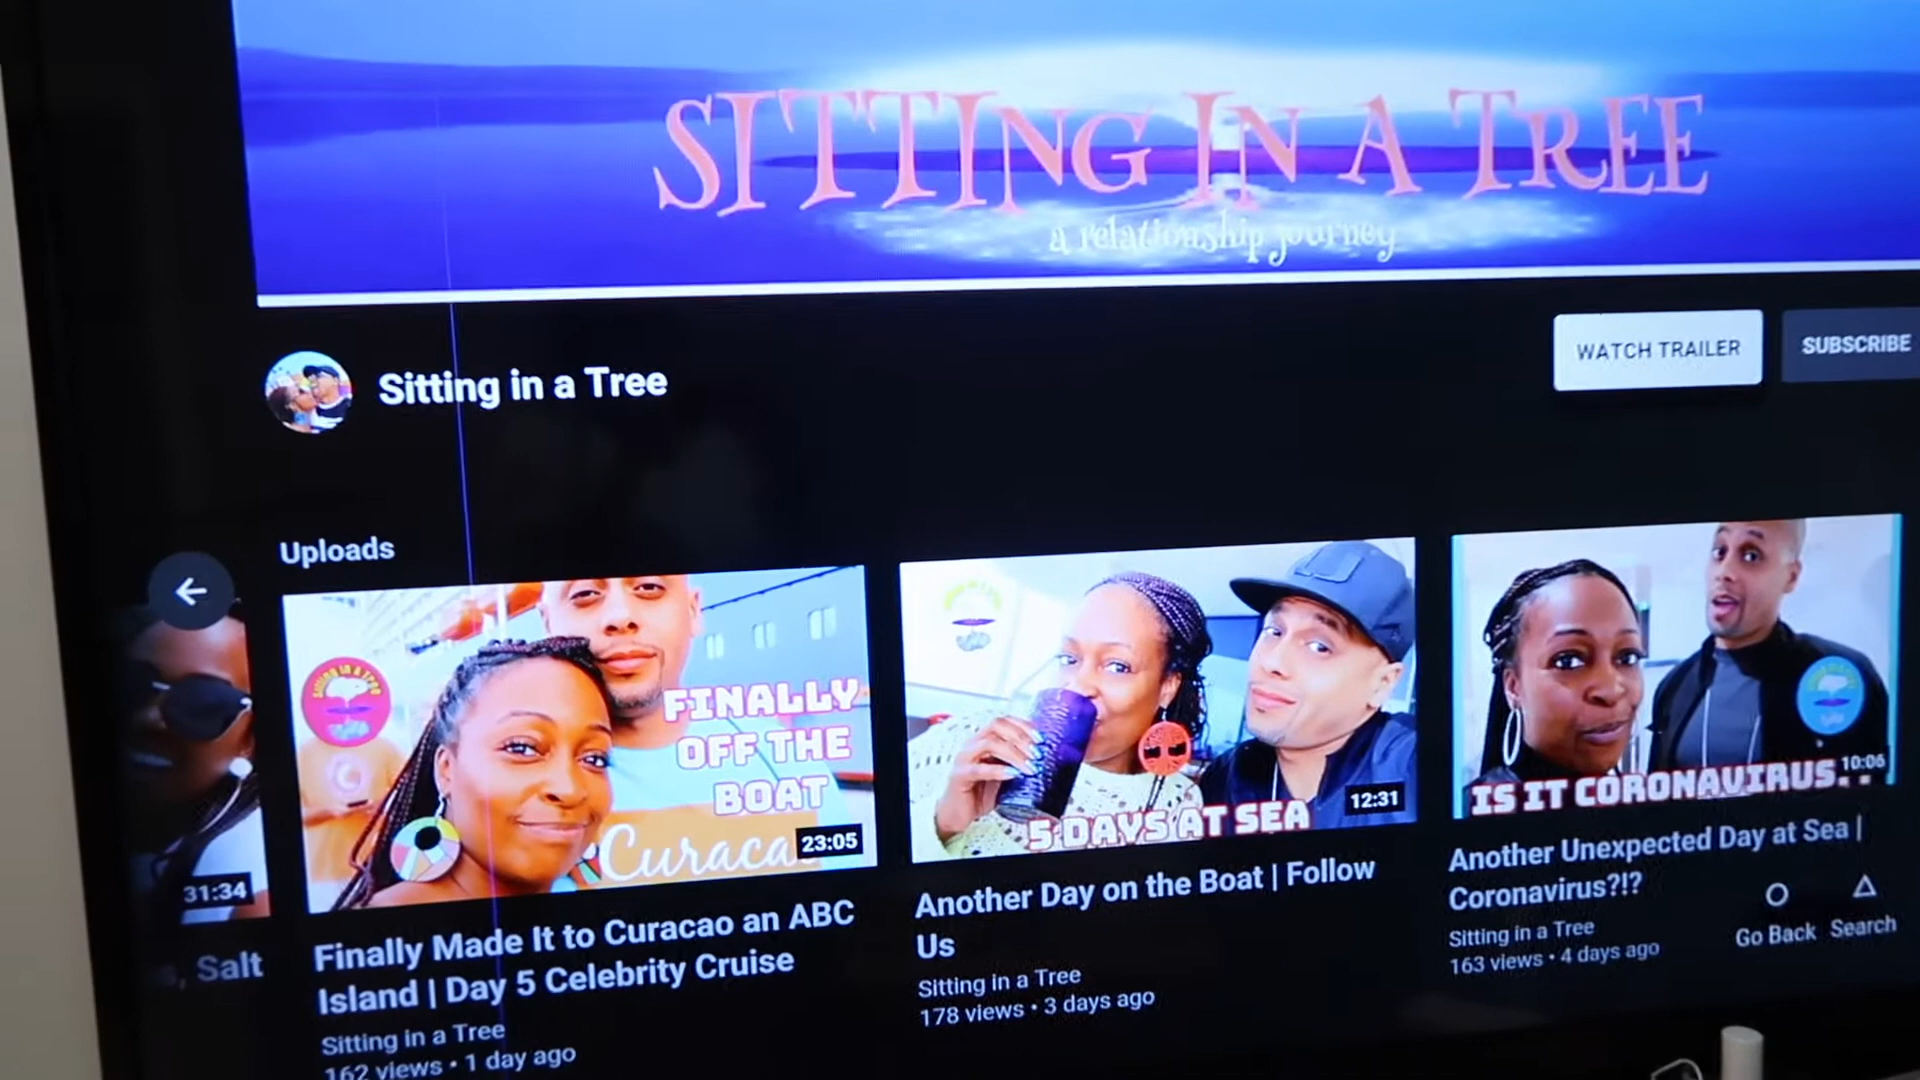 SITTING IN A TREE
a relationship journey
Sitting in a Tree
WATCH TRAILER
SUBSCRIBE
Uploads
FINALLY
OFF THE
BOAT
Curacao
23:05
5 DAYS AT SEA
12:31
IS IT CORONAVIRUS...
10:06
31:34
, Salt
Finally Made It to Curacao an ABC
Island | Day 5 Celebrity Cruise
Sitting in a Tree
162 views • 1 day ago
Another Day on the Boat | Follow
Us
Sitting in a Tree
178 views • 3 days ago
Another Unexpected Day at Sea |
Coronavirus?!?
Sitting in a Tree
163 views • 4 days ago
Go Back
Search